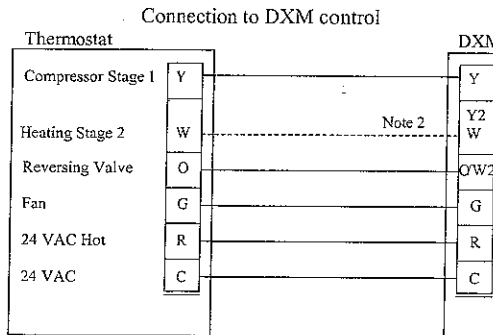 Connection to DXM control
Thermostat
DXM
Compressor Stage 1 Y Y
Y2
Heating Stage 2 W Note 2 W
Reversing Valve O O/W2
Fan G G
24 VAC Hot R R
24 VAC C C